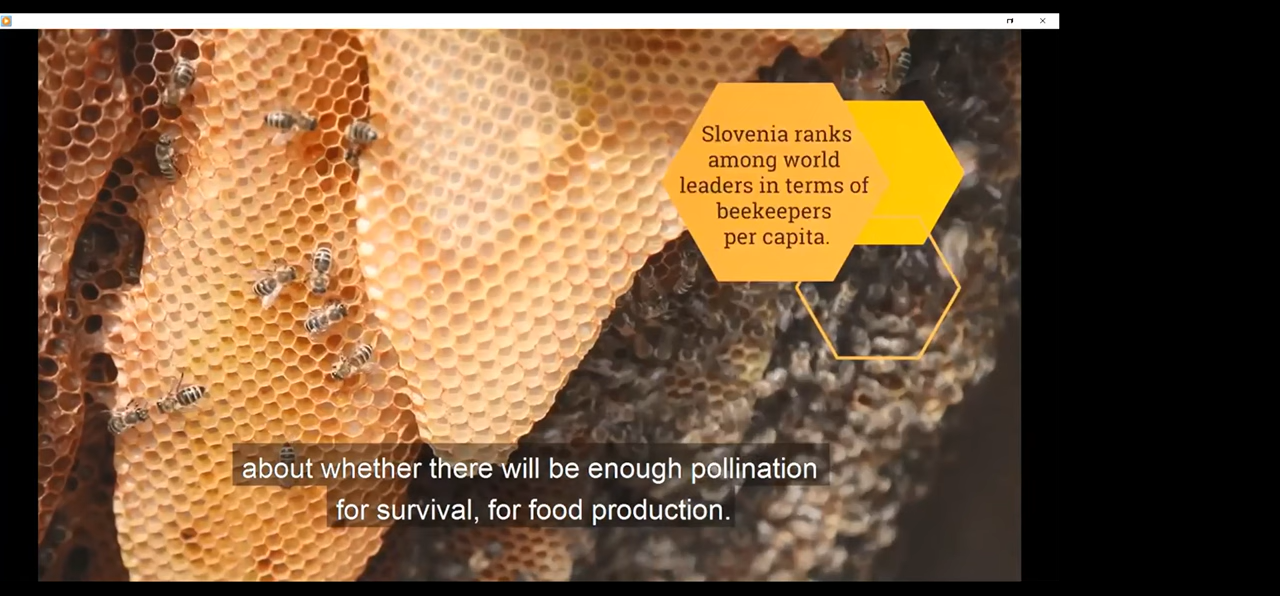 Slovenia ranks
among world
leaders in terms of
beekeepers
per capita.
about whether there will be enough pollination
for survival, for food production.